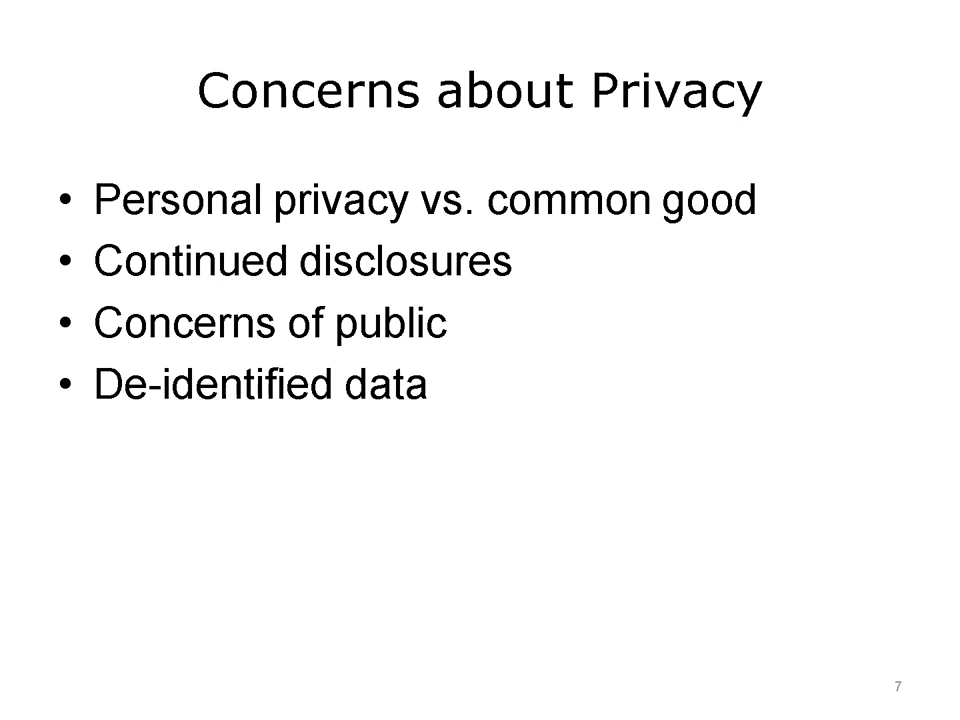 Concerns about Privacy
• Personal privacy vs. common good
• Continued disclosures
• Concerns of public
• De-identified data
7